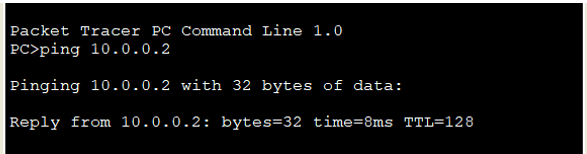 Packet Tracer PC Command Line 1.0
PC>ping 10.0.0.2
Pinging 10.0.0.2 with 32 bytes of data:
Reply from 10.0.0.2: bytes=32 time=8ms TTL=128